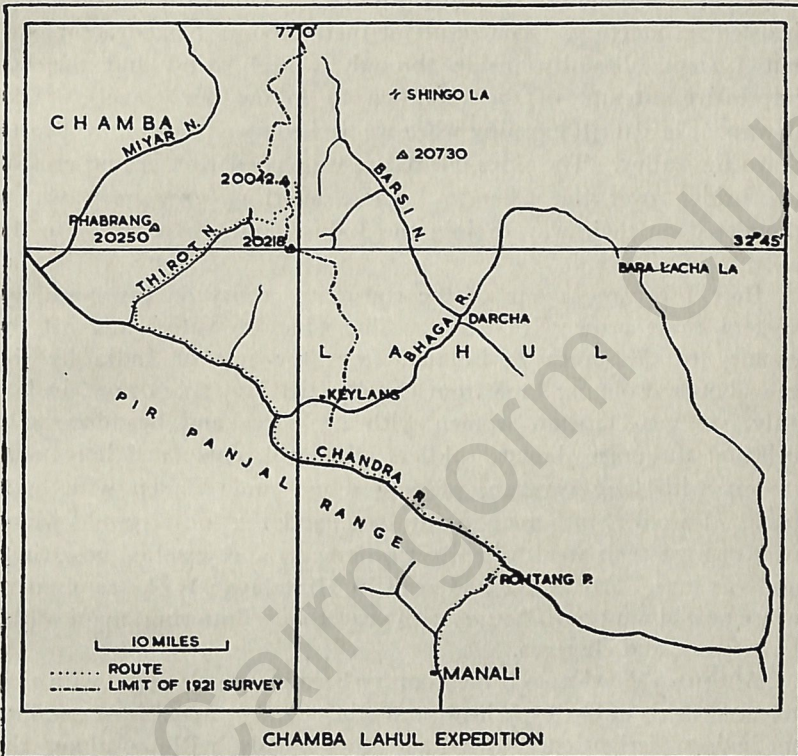 77°0'
SHINGO LA
CHAMBA
MIYAR N.
20730
BARSI N.
20042
PHABRANG
20250
THIROT N.
20218
32°45'
BARA LACHA LA
BHAGA R.
DARCHA
LAHUL
KEYLANG
PIR PANJAL RANGE
CHANDRA R.
ROHTANG P.
10 MILES
ROUTE
LIMIT OF 1921 SURVEY
MANALI
CHAMBA LAHUL EXPEDITION
Cairngorm Club